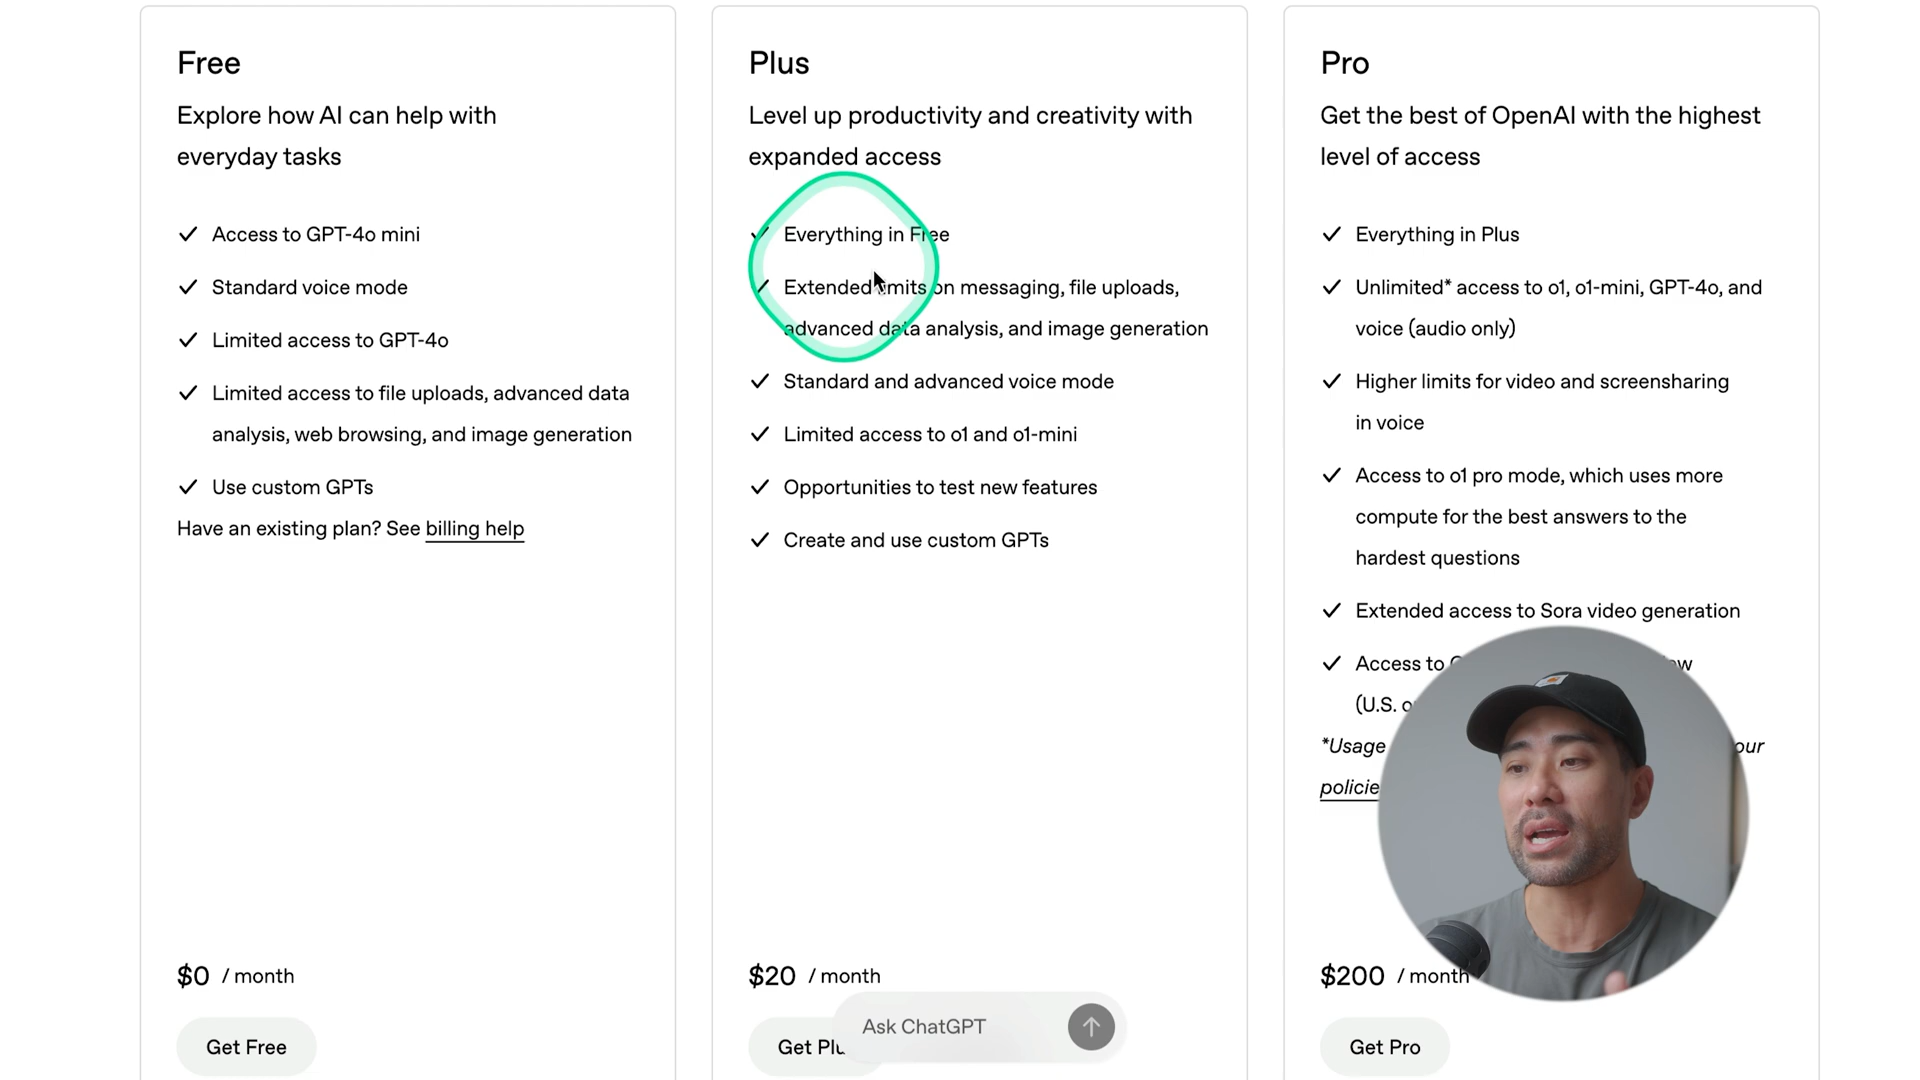 Free
Explore how AI can help with
everyday tasks
Access to GPT-4o mini
Standard voice mode
Limited access to GPT-4o
Limited access to file uploads, advanced data
analysis, web browsing, and image generation
Use custom GPTs
Have an existing plan? See billing help
$0 / month
Get Free
Plus
Level up productivity and creativity with
expanded access
Everything in Free
Extended limits on messaging, file uploads,
advanced data analysis, and image generation
Standard and advanced voice mode
Limited access to o1 and o1-mini
Opportunities to test new features
Create and use custom GPTs
$20 / month
Get
Ask ChatGPT
Pro
Get the best of OpenAI with the highest
level of access
Everything in Plus
Unlimited* access to o1, o1-mini, GPT-4o, and
voice (audio only)
Higher limits for video and screensharing
in voice
Access to o1 pro mode, which uses more
compute for the best answers to the
hardest questions
Extended access to Sora video generation
Access to
(U.S.
*Usage
$200 / month
Get Pro